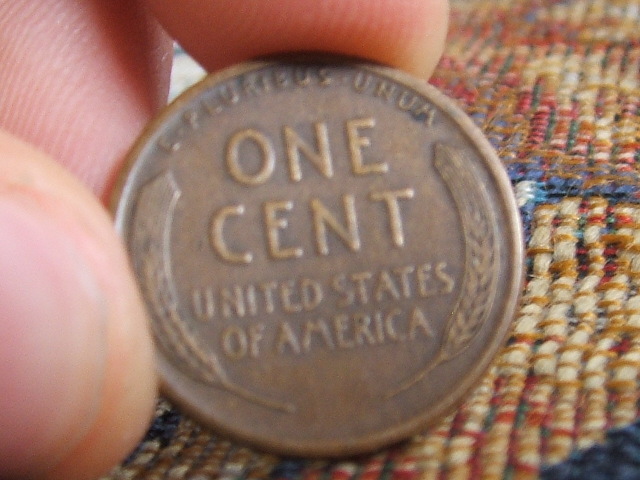 E·PLURIBUS·UNUM
ONE
CENT
UNITED STATES
OF AMERICA